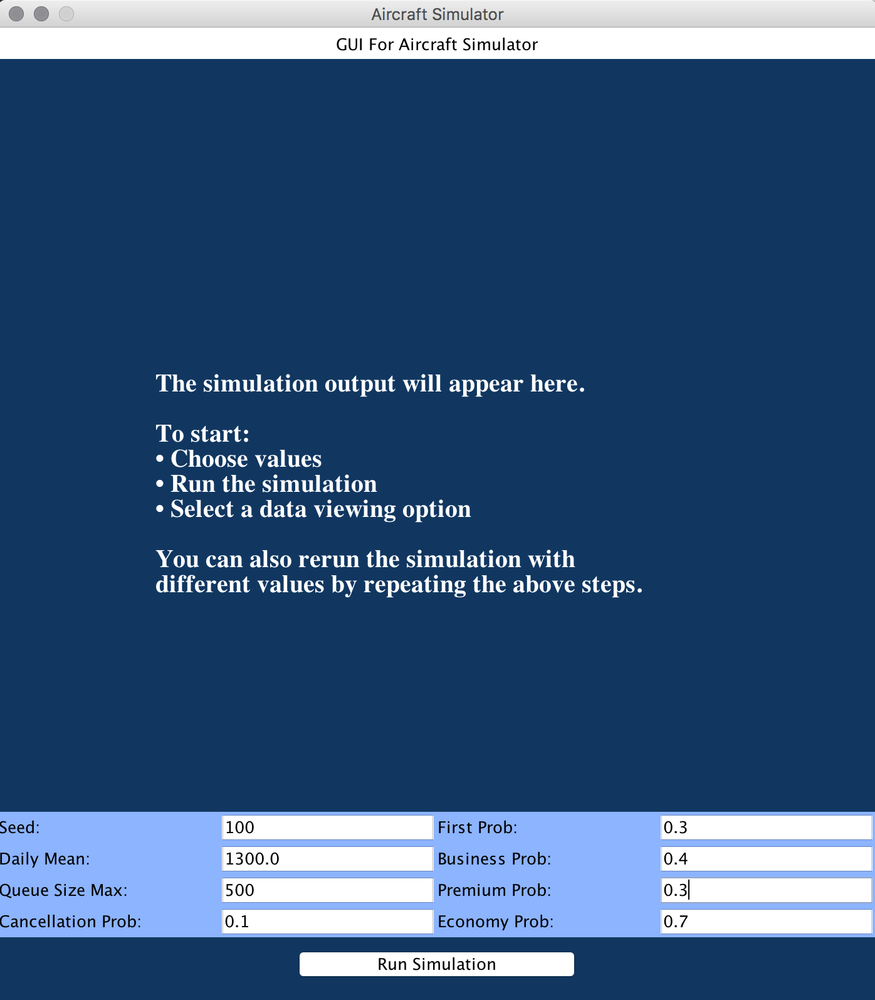 Aircraft Simulator
GUI For Aircraft Simulator
The simulation output will appear here.
To start:
• Choose values
• Run the simulation
• Select a data viewing option
You can also rerun the simulation with
different values by repeating the above steps.
Seed: 100 First Prob: 0.3
Daily Mean: 1300.0 Business Prob: 0.4
Queue Size Max: 500 Premium Prob: 0.3
Cancellation Prob: 0.1 Economy Prob: 0.7
Run Simulation